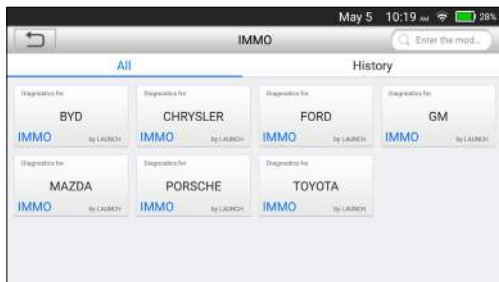 May 5 10:19 AM 28%
IMMO
Enter the mod...
All
History
Diagnostics for
BYD
IMMO by LAUNCH
Diagnostics for
CHRYSLER
IMMO by LAUNCH
Diagnostics for
FORD
IMMO by LAUNCH
Diagnostics for
GM
IMMO by LAUNCH
Diagnostics for
MAZDA
IMMO by LAUNCH
Diagnostics for
PORSCHE
IMMO by LAUNCH
Diagnostics for
TOYOTA
IMMO by LAUNCH